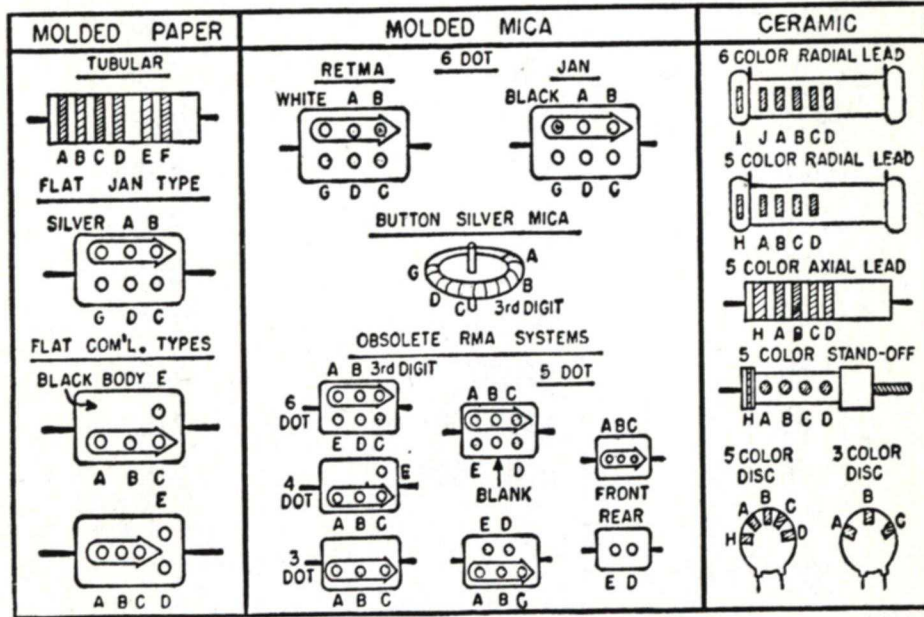 MOLDED PAPER
TUBULAR
A B C D E F
FLAT JAN TYPE
SILVER A B
G D C
FLAT COM'L. TYPES
BLACK BODY E
A B C
E
A B C D
MOLDED MICA
6 DOT
RETMA
WHITE A B
G D C
JAN
BLACK A B
G D C
BUTTON SILVER MICA
A
G
B
D
C 3rd DIGIT
OBSOLETE RMA SYSTEMS
A B 3rd DIGIT
6
DOT
E D C
4
DOT
E
A B C
3
DOT
A B C
5 DOT
A B C
E D
BLANK
E D
A B C
ABC
FRONT
REAR
E D
CERAMIC
6 COLOR RADIAL LEAD
I J A B C D
5 COLOR RADIAL LEAD
H A B C D
5 COLOR AXIAL LEAD
H A B C D
5 COLOR STAND-OFF
H A B C D
5 COLOR
DISC
B
A C
H D
3 COLOR
DISC
B
A C